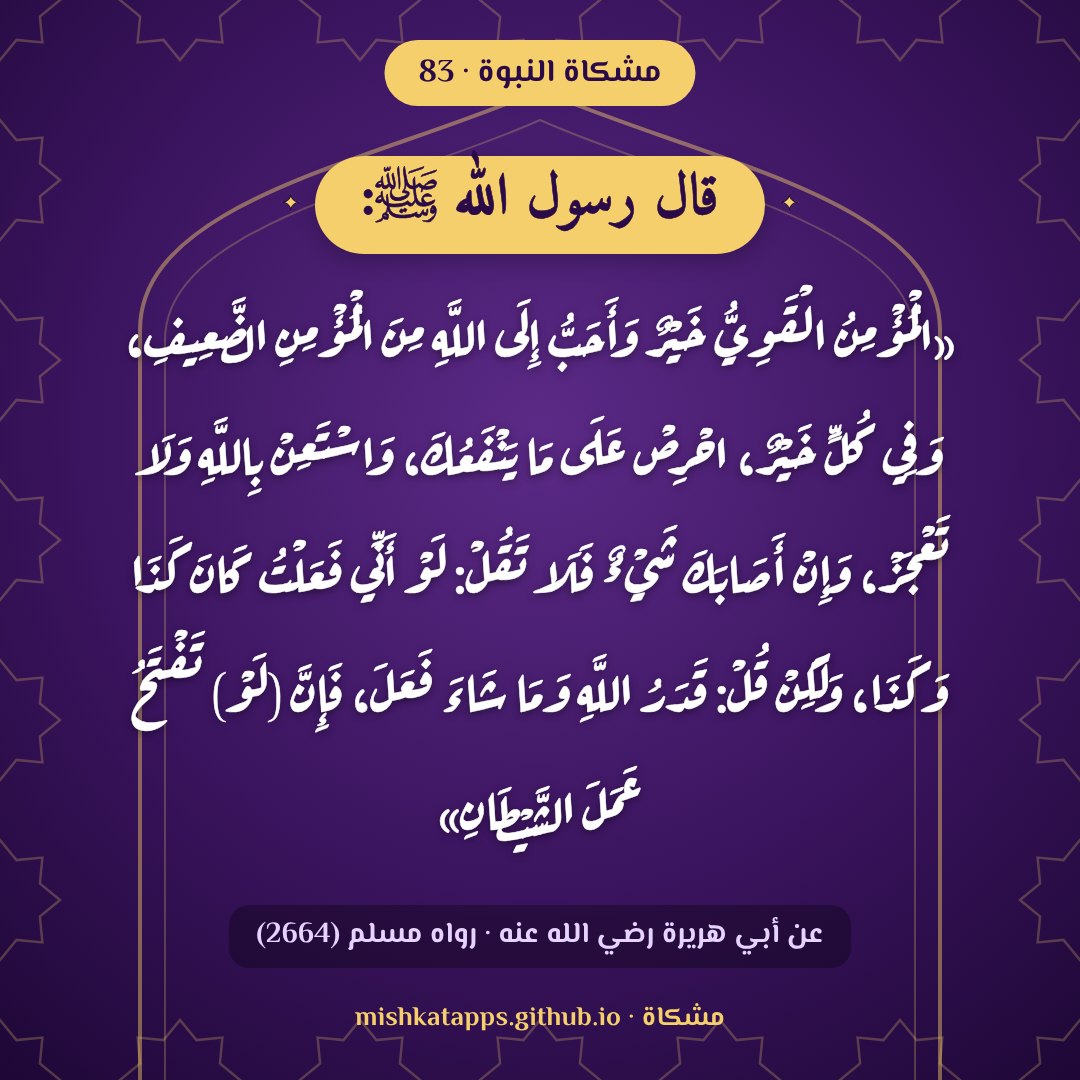 مشكاة النبوة · 83
قال رسول الله ﷺ:
«الْمُؤْمِنُ الْقَوِيُّ خَيْرٌ وَأَحَبُّ إِلَى اللَّهِ مِنَ الْمُؤْمِنِ الضَّعِيفِ،
وَفِي كُلٍّ خَيْرٌ، احْرِصْ عَلَى مَا يَنْفَعُكَ، وَاسْتَعِنْ بِاللَّهِ وَلَا
تَعْجَزْ، وَإِنْ أَصَابَكَ شَيْءٌ فَلَا تَقُلْ: لَوْ أَنِّي فَعَلْتُ كَانَ كَذَا
وَكَذَا، وَلَكِنْ قُلْ: قَدَرُ اللَّهِ وَمَا شَاءَ فَعَلَ، فَإِنَّ (لَوْ) تَفْتَحُ
عَمَلَ الشَّيْطَانِ»
عن أبي هريرة رضي الله عنه · رواه مسلم (2664)
مشكاة · mishkatapps.github.io